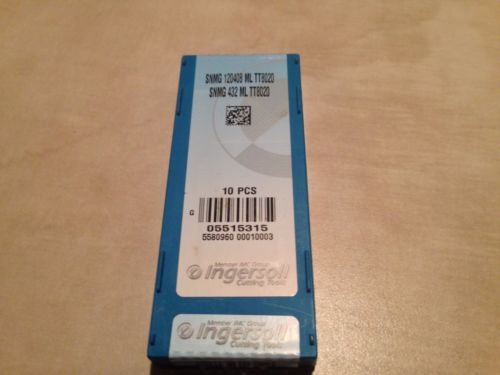 SNMG 120408 ML TT8020
SNMG 432 ML TT8020
10 PCS
G
05515315
5580960 00010003
Member IMC Group
Ingersoll
Cutting Tools
Member IMC Group
Ingersoll
Cutting Tools